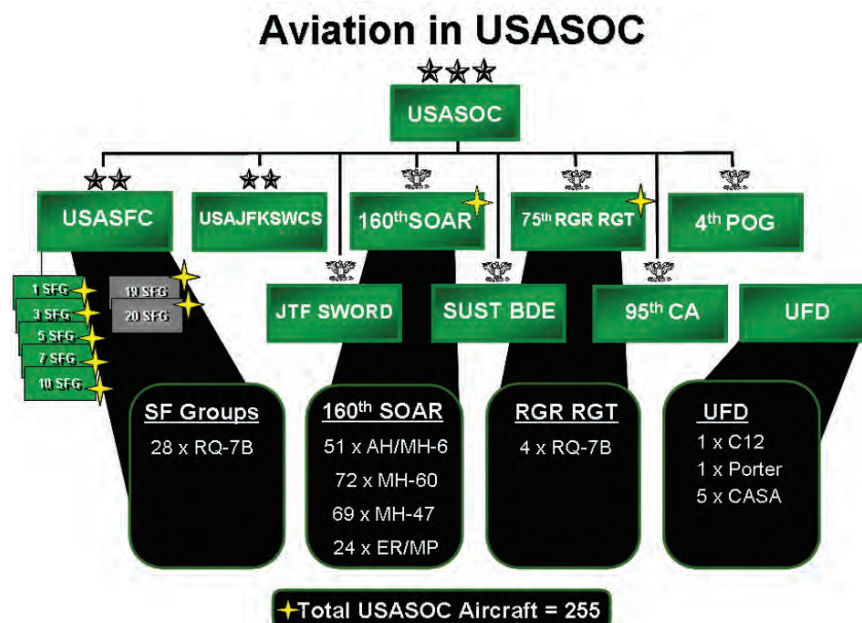 Aviation in USASOC
USASOC
USASFC
USAJFKSWCS
160thSOAR
75th RGR RGT
4th POG
1 SFG
3 SFG
5 SFG
7 SFG
10 SFG
19 SFG
20 SFG
JTF SWORD
SUST BDE
95th CA
UFD
SF Groups
28 x RQ-7B
160th SOAR
51 x AH/MH-6
72 x MH-60
69 x MH-47
24 x ER/MP
RGR RGT
4 x RQ-7B
UFD
1 x C12
1 x Porter
5 x CASA
Total USASOC Aircraft = 255